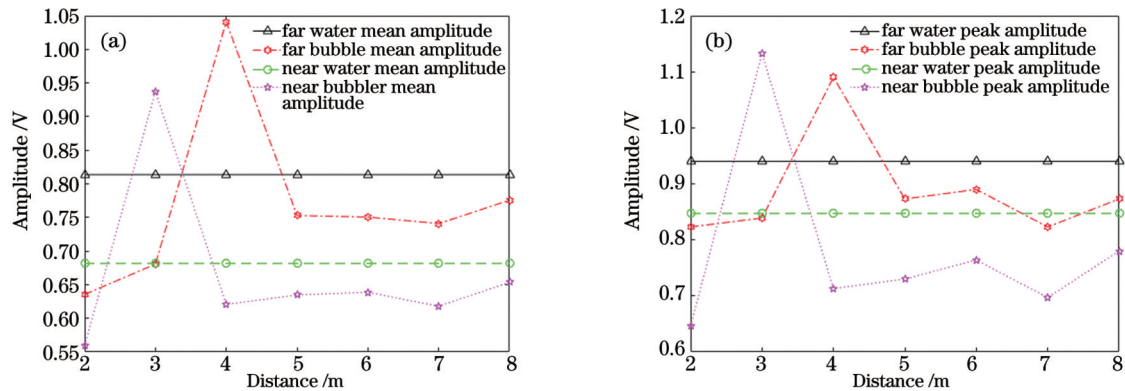 (a)
far water mean amplitude
far bubble mean amplitude
near water mean amplitude
near bubbler mean
amplitude
Amplitude /V
1.05
1.00
0.95
0.90
0.85
0.80
0.75
0.70
0.65
0.60
0.55
2 3 4 5 6 7 8
Distance /m
(b)
far water peak amplitude
far bubble peak amplitude
near water peak amplitude
near bubble peak amplitude
Amplitude /V
1.2
1.1
1.0
0.9
0.8
0.7
0.6
2 3 4 5 6 7 8
Distance /m